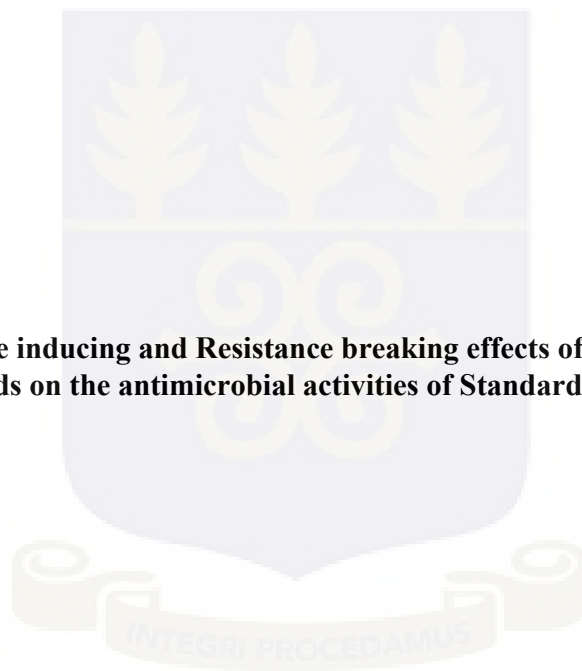 e inducing and Resistance breaking effects of
ds on the antimicrobial activities of Standard
INTEGRI PROCEDAMUS